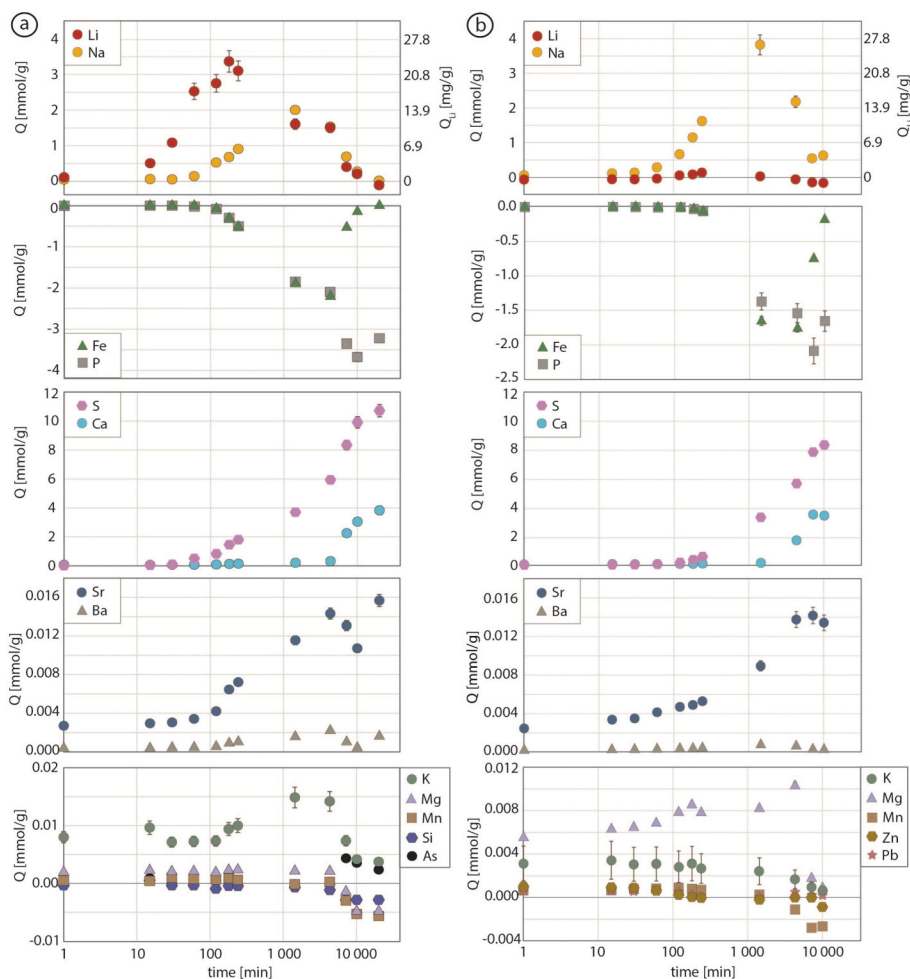 a
Li
Na
Q [mmol/g]
4
3
2
1
0
27.8
20.8
13.9
6.9
0
Q_Li [mg/g]
Q [mmol/g]
0
-1
-2
-3
-4
Fe
P
S
Ca
Q [mmol/g]
12
10
8
6
4
2
0
Sr
Ba
Q [mmol/g]
0.016
0.012
0.008
0.004
0.000
Q [mmol/g]
0.02
0.01
0.00
-0.01
K
Mg
Mn
Si
As
1 10 100 1 000 10 000
time [min]
b
Li
Na
Q [mmol/g]
4
3
2
1
0
27.8
20.8
13.9
6.9
0
Q_Li [mg/g]
Q [mmol/g]
0.0
-0.5
-1.0
-1.5
-2.0
-2.5
Fe
P
S
Ca
Q [mmol/g]
12
10
8
6
4
2
0
Sr
Ba
Q [mmol/g]
0.016
0.012
0.008
0.004
0.000
Q [mmol/g]
0.012
0.008
0.004
0.000
-0.004
K
Mg
Mn
Zn
Pb
1 10 100 1 000 10 000
time [min]